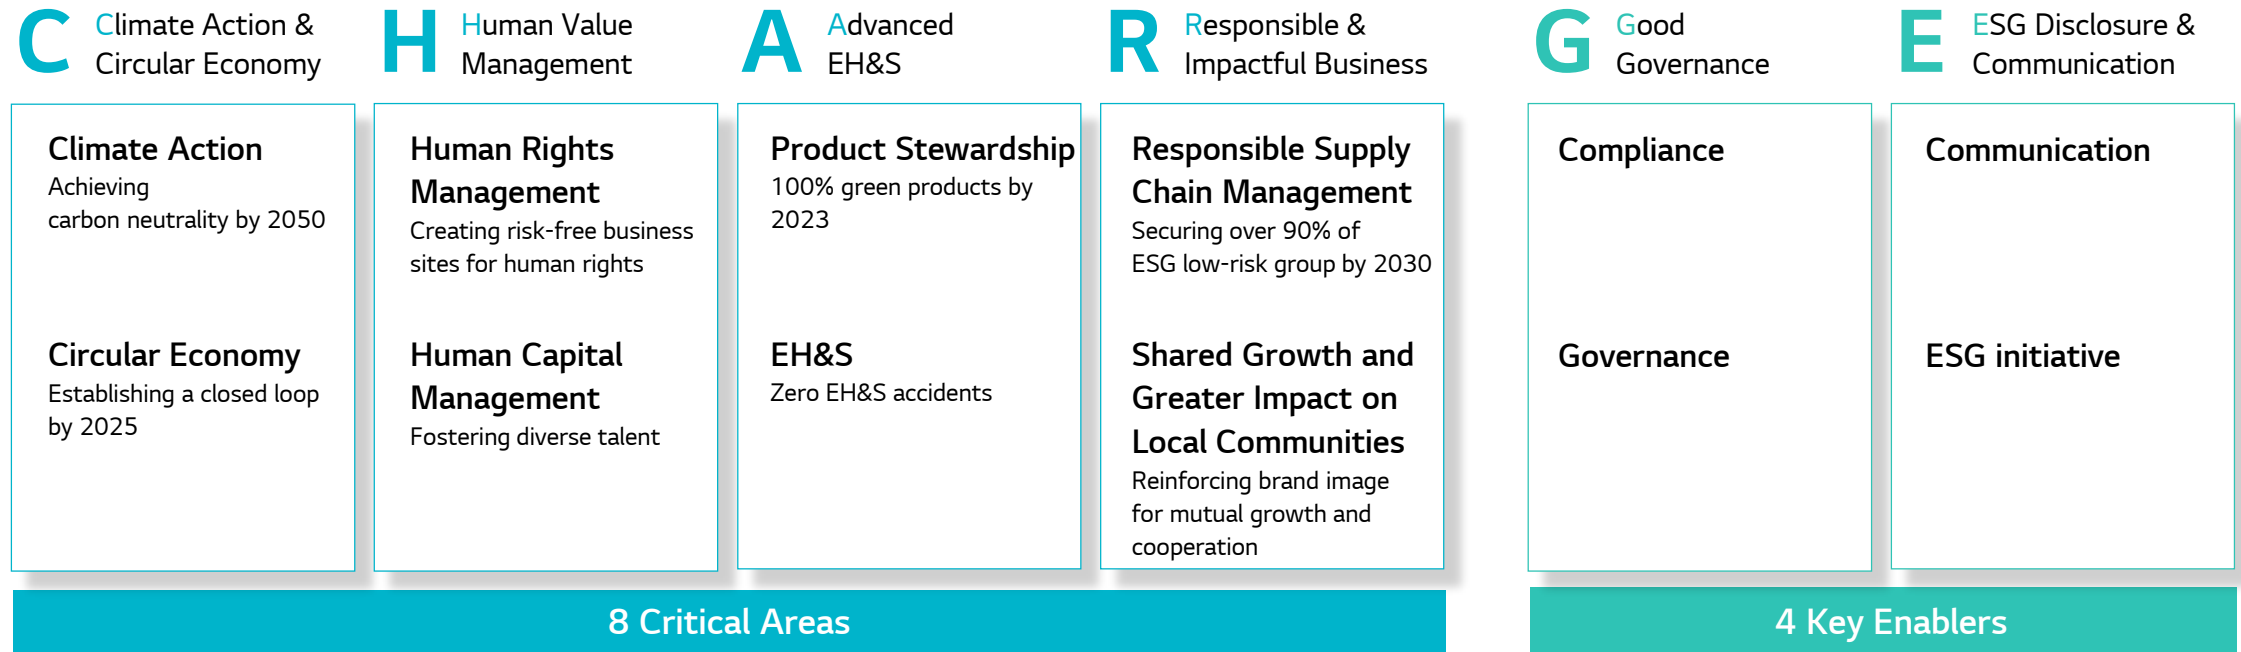 C
Climate Action &
Circular Economy
H
Human Value
Management
A
Advanced
EH&S
R
Responsible &
Impactful Business
G
Good
Governance
E
ESG Disclosure &
Communication
Climate Action
Achieving
carbon neutrality by 2050
Circular Economy
Establishing a closed loop
by 2025
Human Rights
Management
Creating risk-free business
sites for human rights
Human Capital
Management
Fostering diverse talent
Product Stewardship
100% green products by
2023
EH&S
Zero EH&S accidents
Responsible Supply
Chain Management
Securing over 90% of
ESG low-risk group by 2030
Shared Growth and
Greater Impact on
Local Communities
Reinforcing brand image
for mutual growth and
cooperation
Compliance
Governance
Communication
ESG initiative
8 Critical Areas
4 Key Enablers